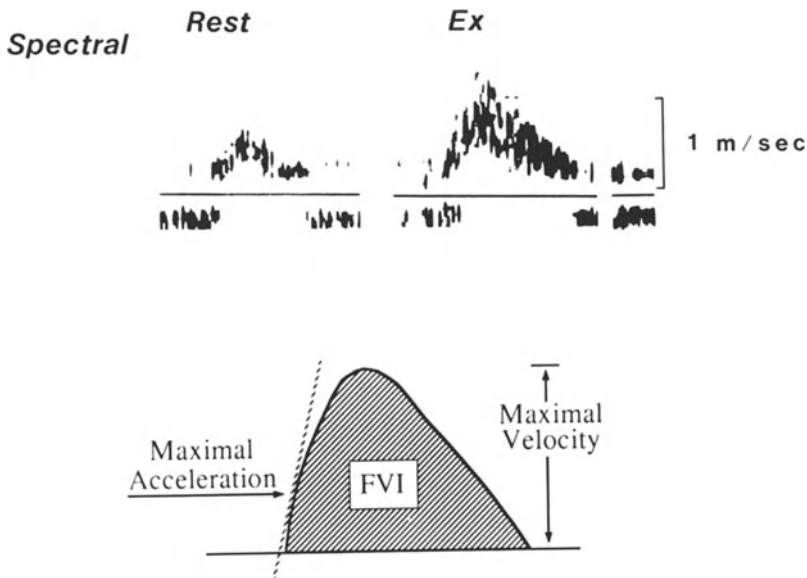 Rest
Ex
Spectral
1 m/sec
Maximal
Acceleration
FVI
Maximal
Velocity